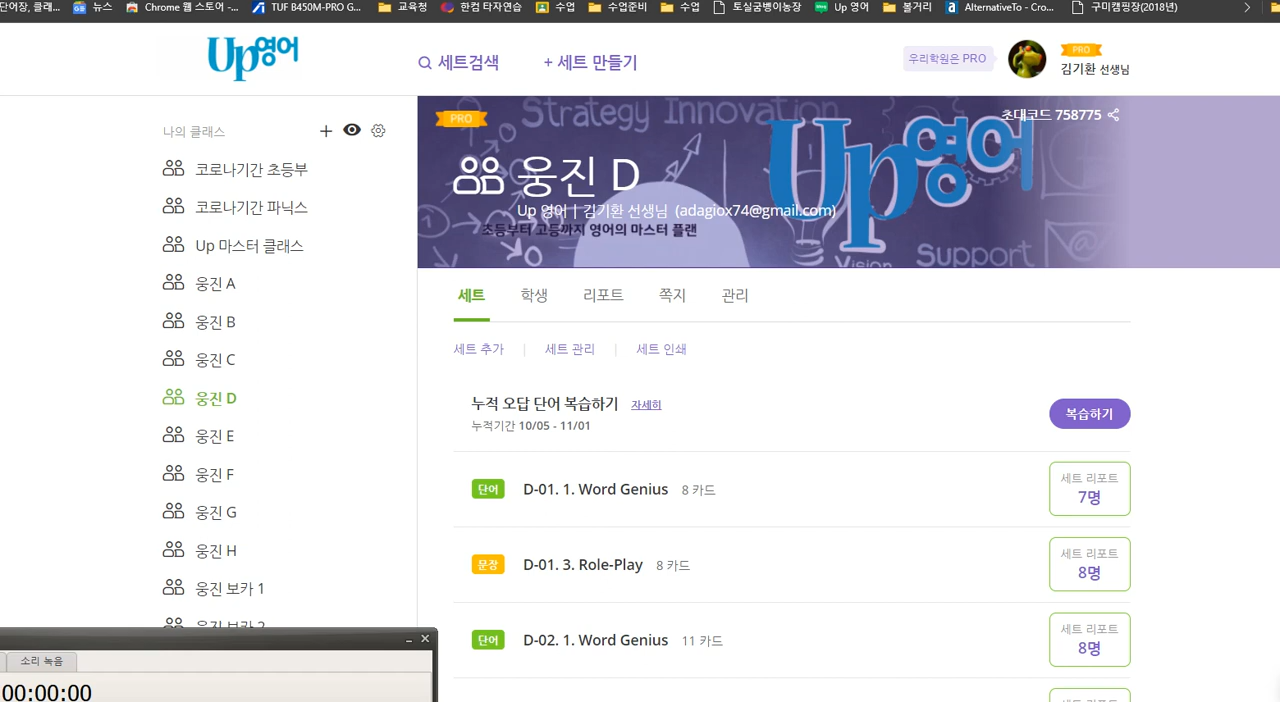 단어장, 클래... 뉴스 Chrome 웹 스토어 -... TUF B450M-PRO G... 교육청 한컴 타자연습 수업 수업준비 수업 토실궁뱅이농장 Up 영어 볼거리 AlternativeTo - Cro... 구미캠핑장(2018년)
Up영어
세트검색
+ 세트 만들기
우리학원은 PRO
PRO
김기환 선생님
나의 클래스
코로나기간 초등부
코로나기간 파닉스
Up 마스터 클래스
웅진 A
웅진 B
웅진 C
웅진 D
웅진 E
웅진 F
웅진 G
웅진 H
웅진 보카 1
웅진 보카 2
소리 녹음
00:00:00
PRO
Strategy Innovation
초대코드 758775
Up영어
웅진 D
Up 영어 | 김기환 선생님 (adagiox74@gmail.com)
초등부터 고등까지 영어의 마스터 플랜
Vision
Support
세트 학생 리포트 쪽지 관리
세트 추가 | 세트 관리 | 세트 인쇄
누적 오답 단어 복습하기 자세히
누적기간 10/05 - 11/01
복습하기
단어 D-01. 1. Word Genius 8 카드
세트 리포트
7명
문장 D-01. 3. Role-Play 8 카드
세트 리포트
8명
단어 D-02. 1. Word Genius 11 카드
세트 리포트
8명
세트 리포트